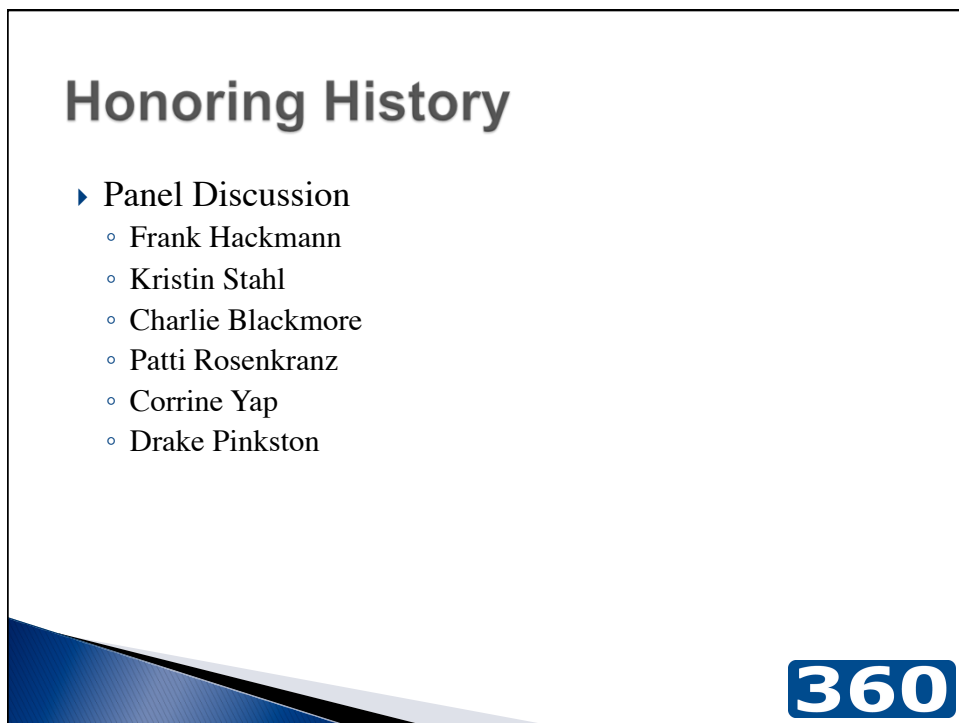 Honoring History
Panel Discussion
Frank Hackmann
Kristin Stahl
Charlie Blackmore
Patti Rosenkranz
Corrine Yap
Drake Pinkston
360